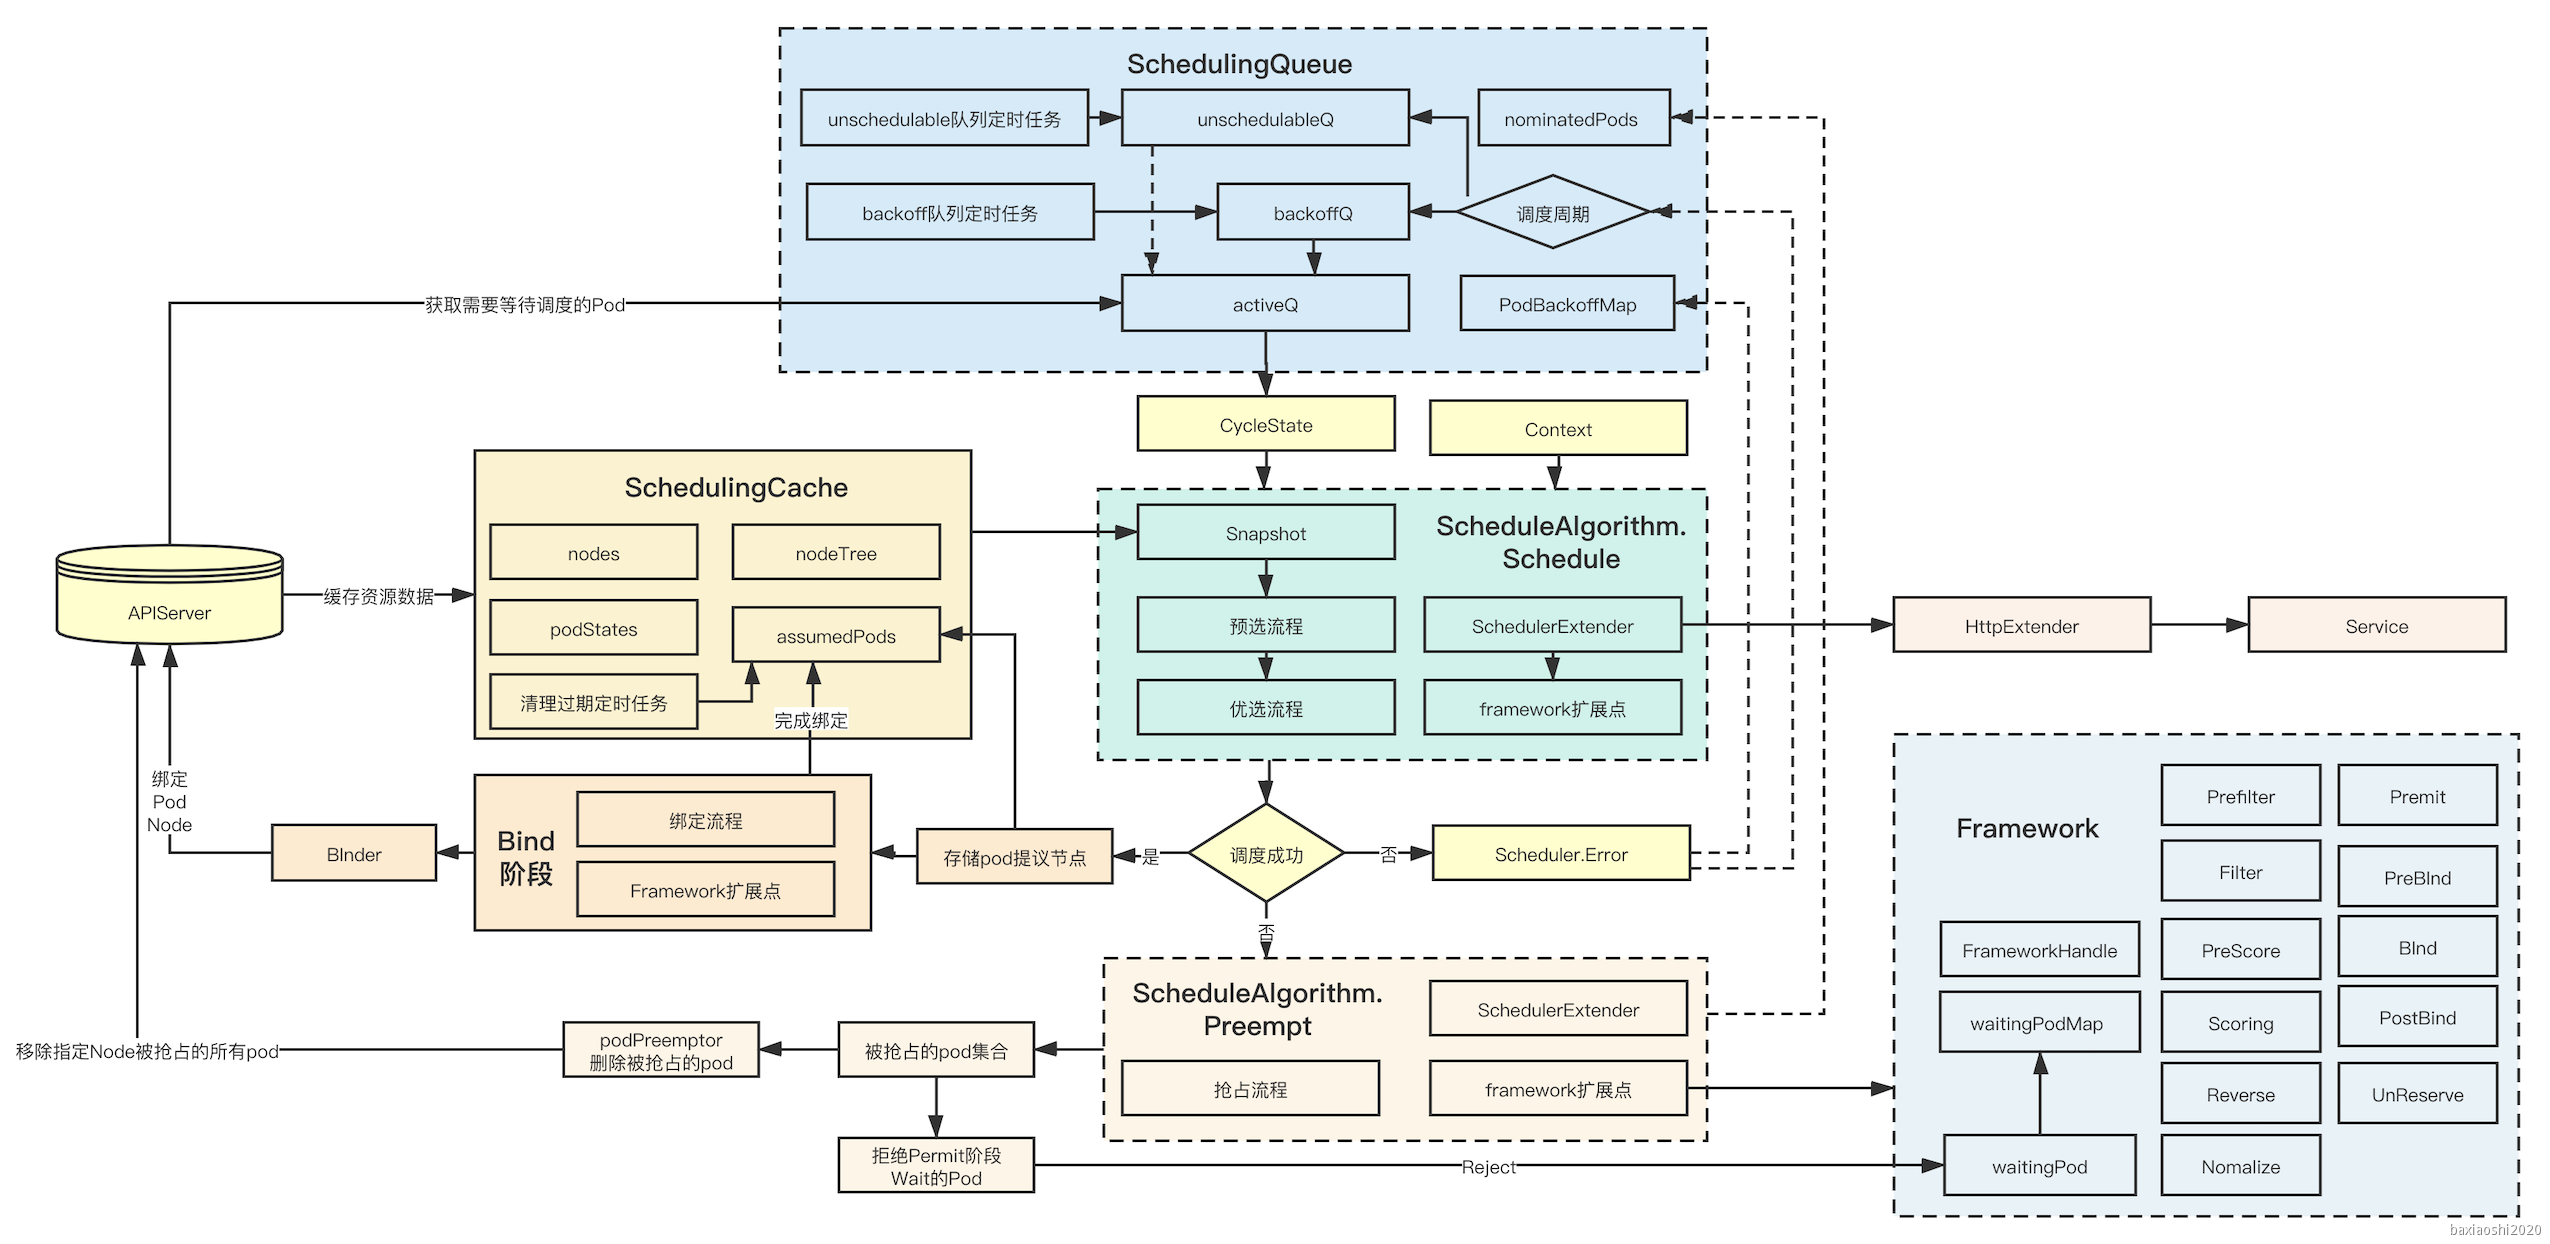 SchedulingQueue
unschedulable队列定时任务
unschedulableQ
nominatedPods
backoff队列定时任务
backoffQ
调度周期
获取需要等待调度的Pod
activeQ
PodBackoffMap
CycleState
Context
SchedulingCache
nodes
nodeTree
podStates
assumedPods
清理过期定时任务
完成绑定
APIServer
缓存资源数据
Snapshot
ScheduleAlgorithm.
Schedule
预选流程
SchedulerExtender
优选流程
framework扩展点
HttpExtender
Service
绑定
Pod
Node
BInder
Bind
阶段
绑定流程
Framework扩展点
存储pod提议节点
是
调度成功
否
Scheduler.Error
否
ScheduleAlgorithm.
Preempt
SchedulerExtender
抢占流程
framework扩展点
移除指定Node被抢占的所有pod
podPreemptor
删除被抢占的pod
被抢占的pod集合
拒绝Permit阶段
Wait的Pod
Reject
Framework
FrameworkHandle
waitingPodMap
waitingPod
Prefilter
Filter
PreScore
Scoring
Reverse
Nomalize
Premit
PreBInd
BInd
PostBind
UnReserve
baxiaoshi2020